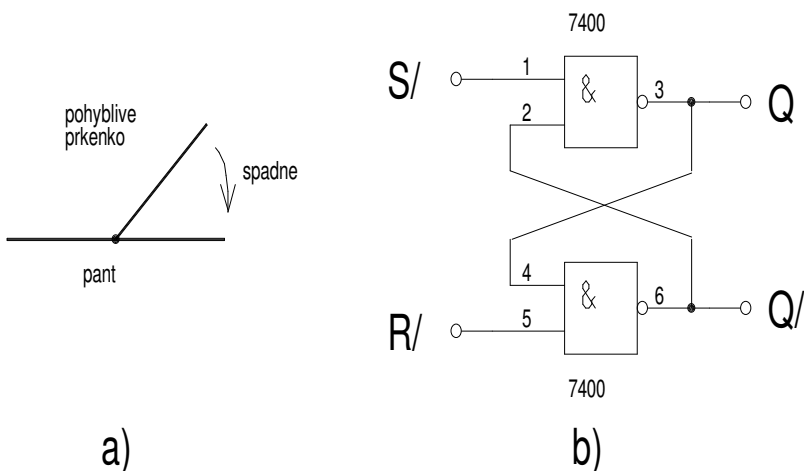 pohyblive
prkenko
spadne
pant
a)
7400
S/
1
2
&
3
Q
4
5
&
6
R/
Q/
7400
b)